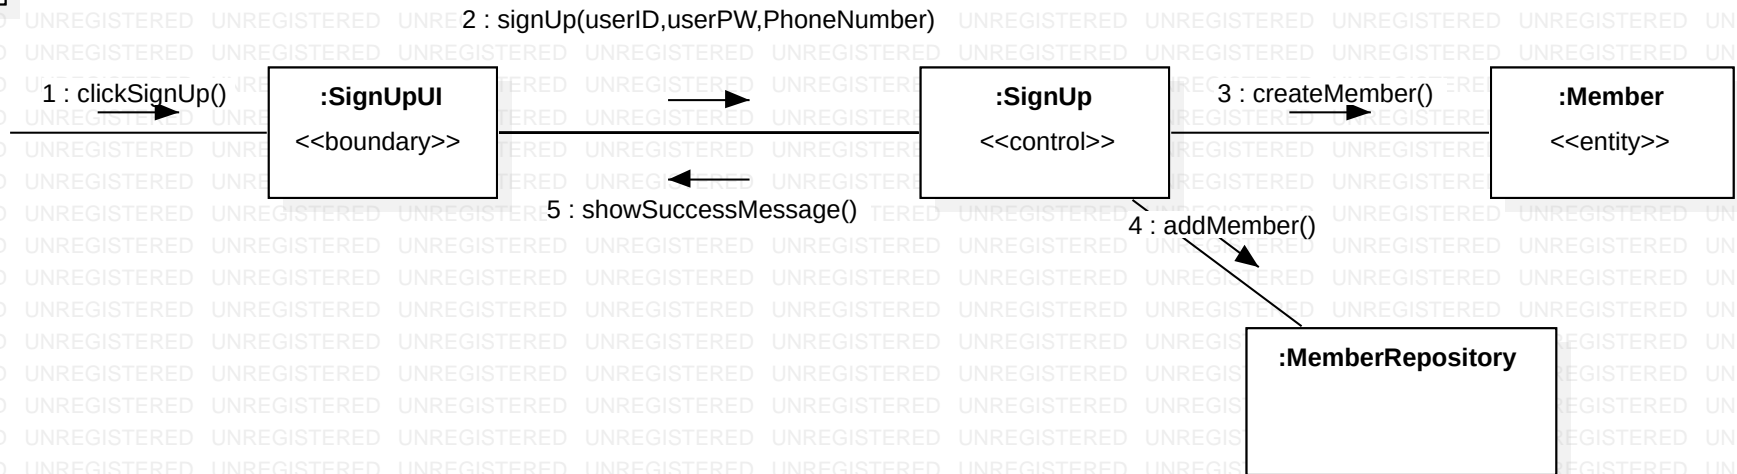 2 : signUp(userID,userPW,PhoneNumber)
1 : clickSignUp()
:SignUpUI
<<boundary>>
:SignUp
<<control>>
3 : createMember()
:Member
<<entity>>
5 : showSuccessMessage()
4 : addMember()
:MemberRepository
UNREGISTERED